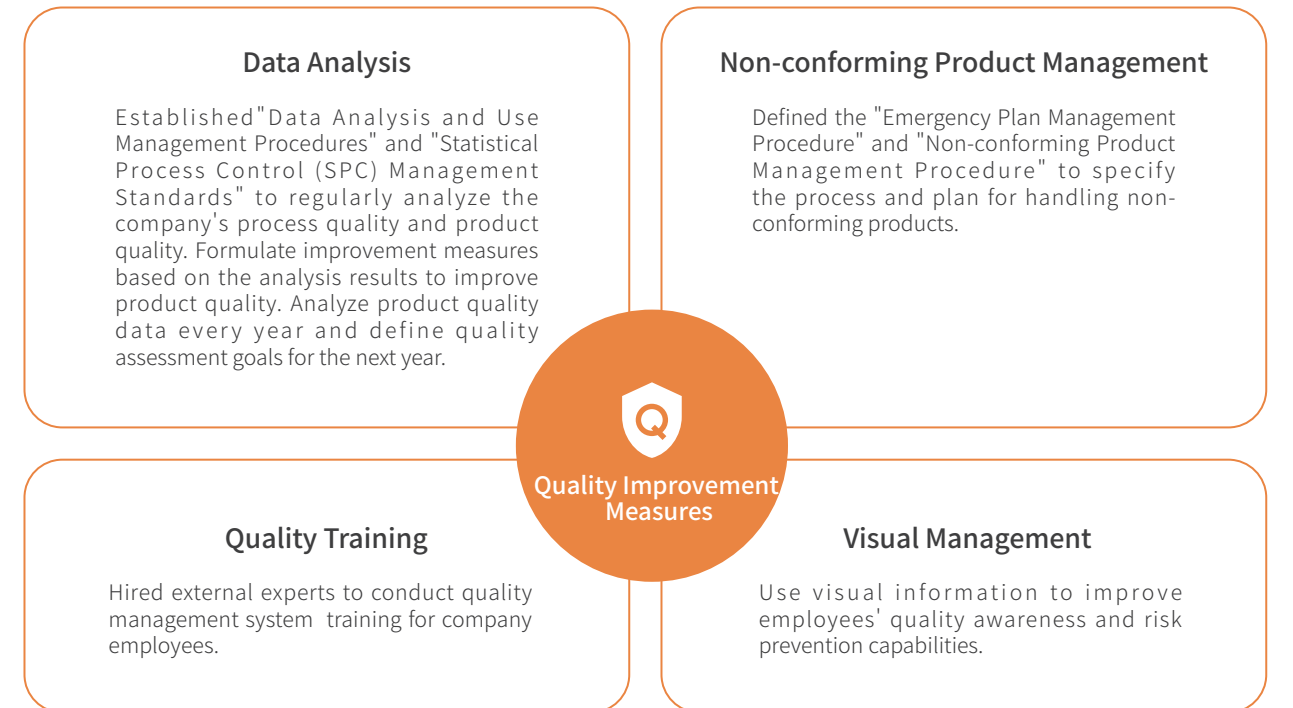 Data Analysis
Established"Data Analysis and Use
Management Procedures" and "Statistical
Process Control (SPC) Management
Standards" to regularly analyze the
company's process quality and product
quality. Formulate improvement measures
based on the analysis results to improve
product quality. Analyze product quality
data every year and define quality
assessment goals for the next year.
Non-conforming Product Management
Defined the "Emergency Plan Management
Procedure" and "Non-conforming Product
Management Procedure" to specify
the process and plan for handling non-
conforming products.
Q
Quality Improvement
Measures
Quality Training
Hired external experts to conduct quality
management system  training for company
employees.
Visual Management
Use visual information to improve
employees' quality awareness and risk
prevention capabilities.